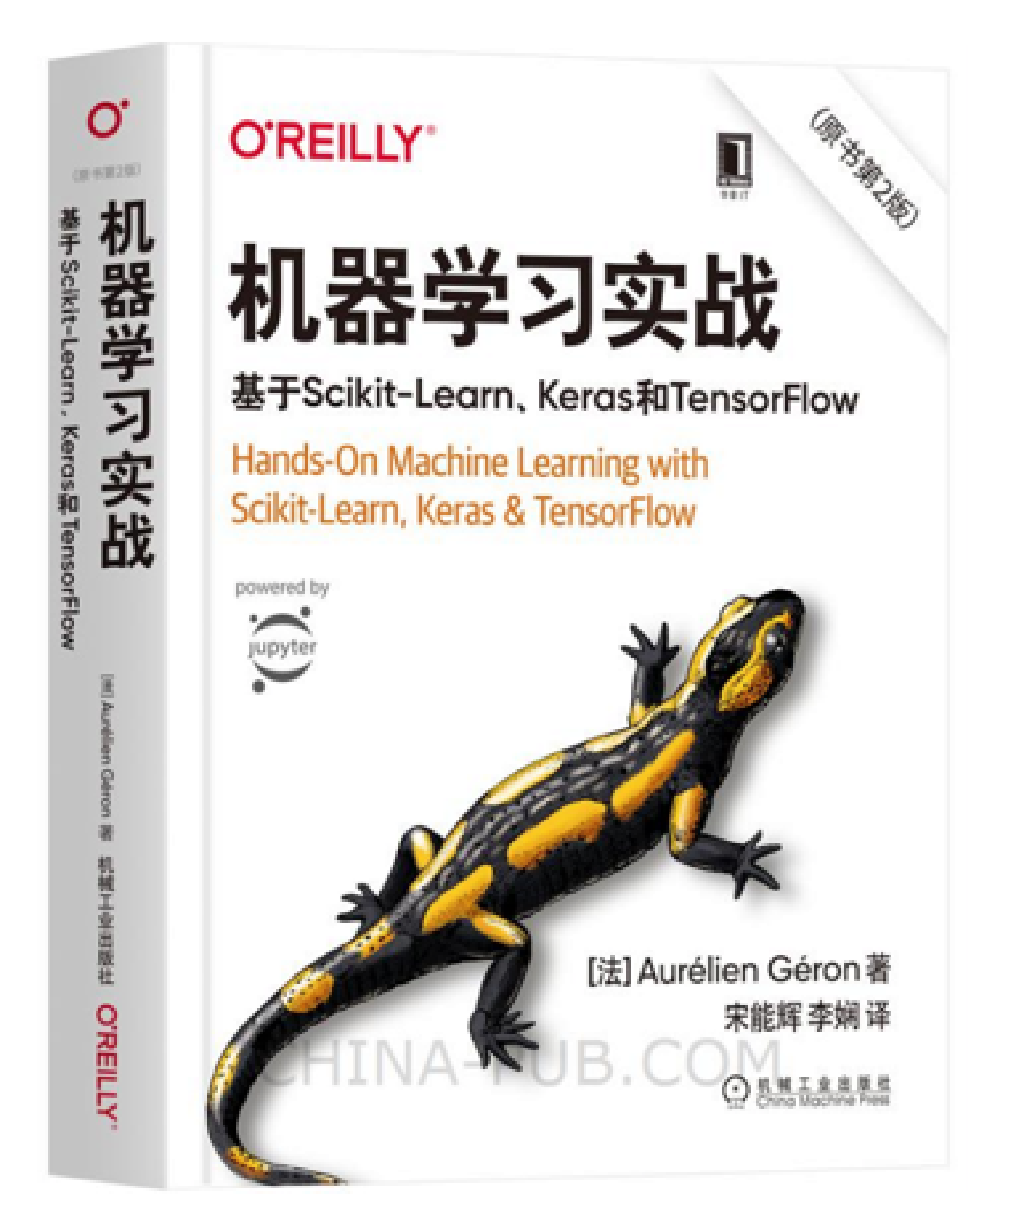 (原书第2版)
机器学习实战
基于Scikit-Learn, Keras和TensorFlow
[法] Aurélien Géron 著
机械工业出版社
O'REILLY®
O'REILLY®
华章IT
(原书第2版)
机器学习实战
基于Scikit-Learn、Keras和TensorFlow
Hands-On Machine Learning with
Scikit-Learn, Keras & TensorFlow
powered by
jupyter
[法] Aurélien Géron 著
宋能辉 李娴 译
CHINA-PUB.COM
机械工业出版社
China Machine Press